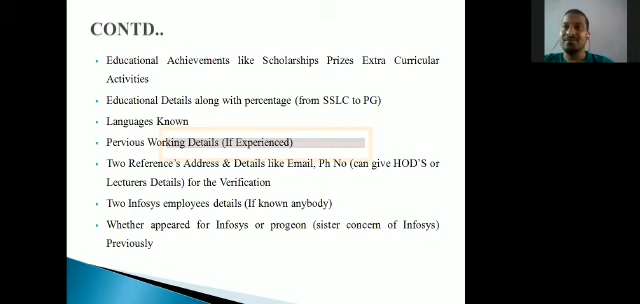 CONTD..
Educational Achievements like Scholarships Prizes Extra Curricular
Activities
Educational Details along with percentage (from SSLC to PG)
Languages Known
Pervious Working Details (If Experienced)
Two Reference's Address & Details like Email, Ph No (can give HOD'S or
Lecturers Details) for the Verification
Two Infosys employees details (If known anybody)
Whether appeared for Infosys or progeon (sister concern of Infosys)
Previously